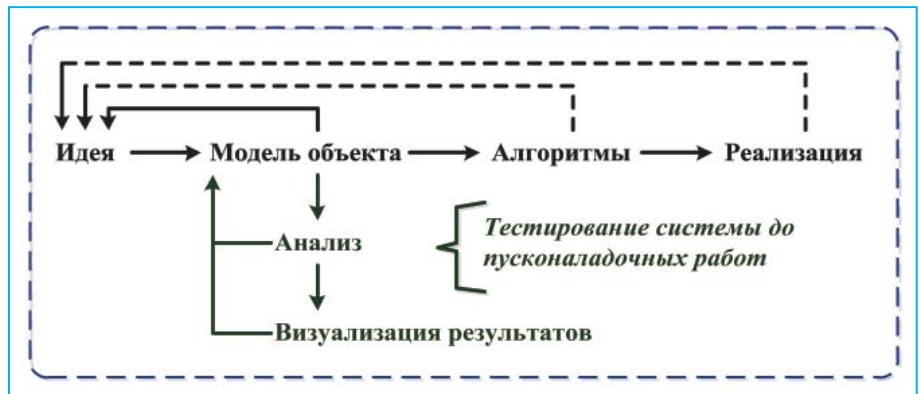 Идея
Модель объекта
Алгоритмы
Реализация
Анализ
Тестирование системы до
пусконаладочных работ
Визуализация результатов